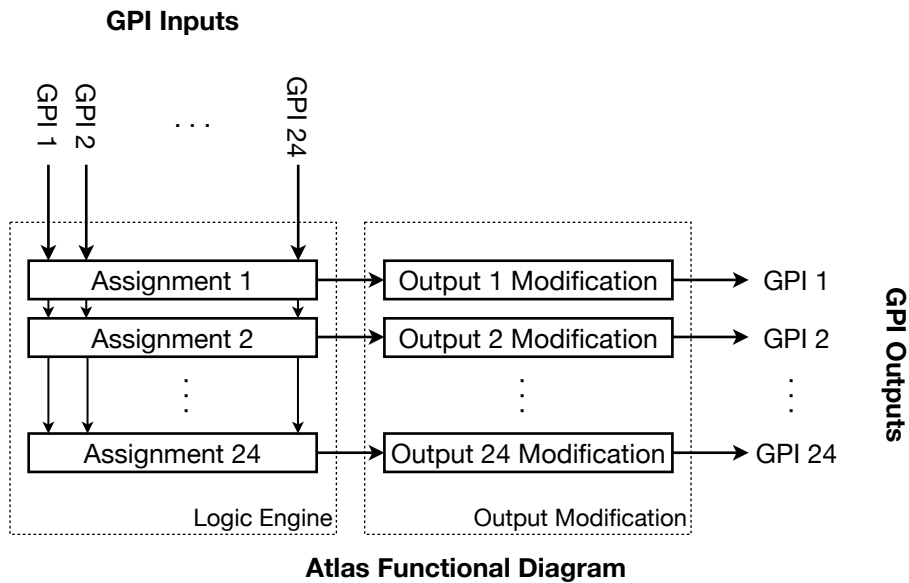 GPI Inputs
GPI 1
GPI 2
. . .
GPI 24
Assignment 1
Output 1 Modification
GPI 1
Assignment 2
Output 2 Modification
GPI 2
. . .
. . .
. . .
Assignment 24
Output 24 Modification
GPI 24
GPI Outputs
Logic Engine
Output Modification
Atlas Functional Diagram